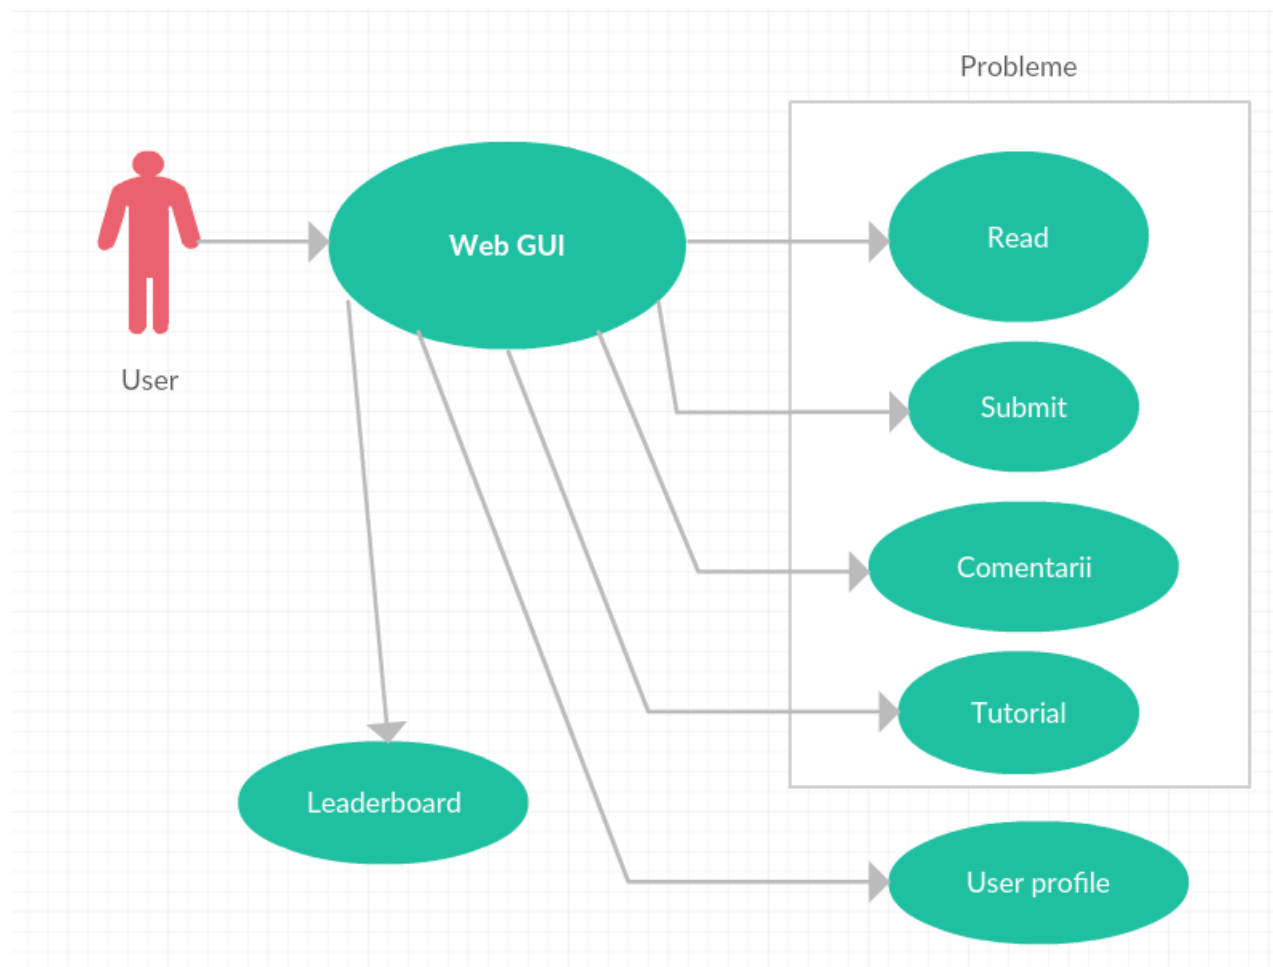 Probleme
User
Web GUI
Read
Submit
Comentarii
Tutorial
Leaderboard
User profile